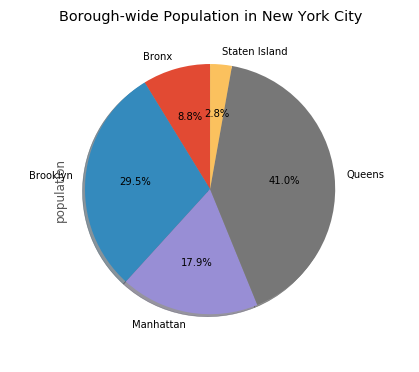 Borough-wide Population in New York City
Staten Island
Bronx
8.8%
2.8%
Brooklyn
29.5%
41.0%
Queens
population
17.9%
Manhattan